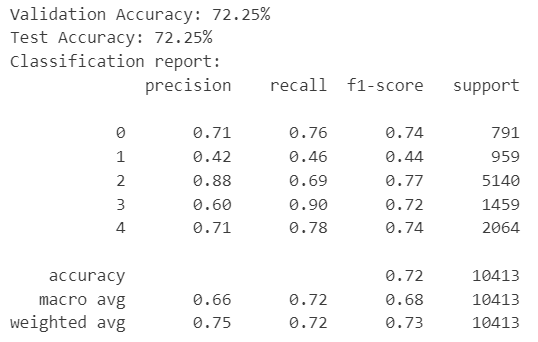 Validation Accuracy: 72.25%
Test Accuracy: 72.25%
Classification report:
precision recall f1-score support
0 0.71 0.76 0.74 791
1 0.42 0.46 0.44 959
2 0.88 0.69 0.77 5140
3 0.60 0.90 0.72 1459
4 0.71 0.78 0.74 2064
accuracy 0.72 10413
macro avg 0.66 0.72 0.68 10413
weighted avg 0.75 0.72 0.73 10413